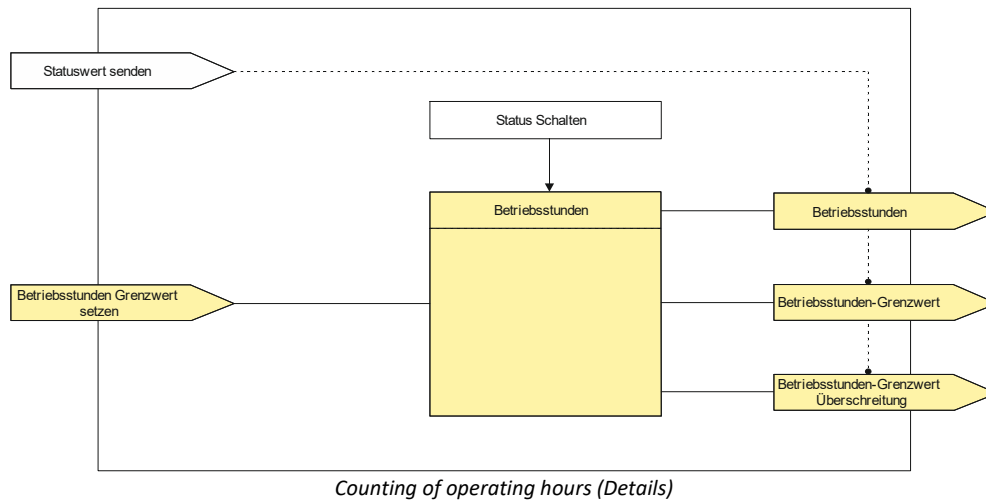 Statuswert senden
Status Schalten
Betriebsstunden
Betriebsstunden
Betriebsstunden Grenzwert
setzen
Betriebsstunden-Grenzwert
Betriebsstunden-Grenzwert
Überschreitung
Counting of operating hours (Details)